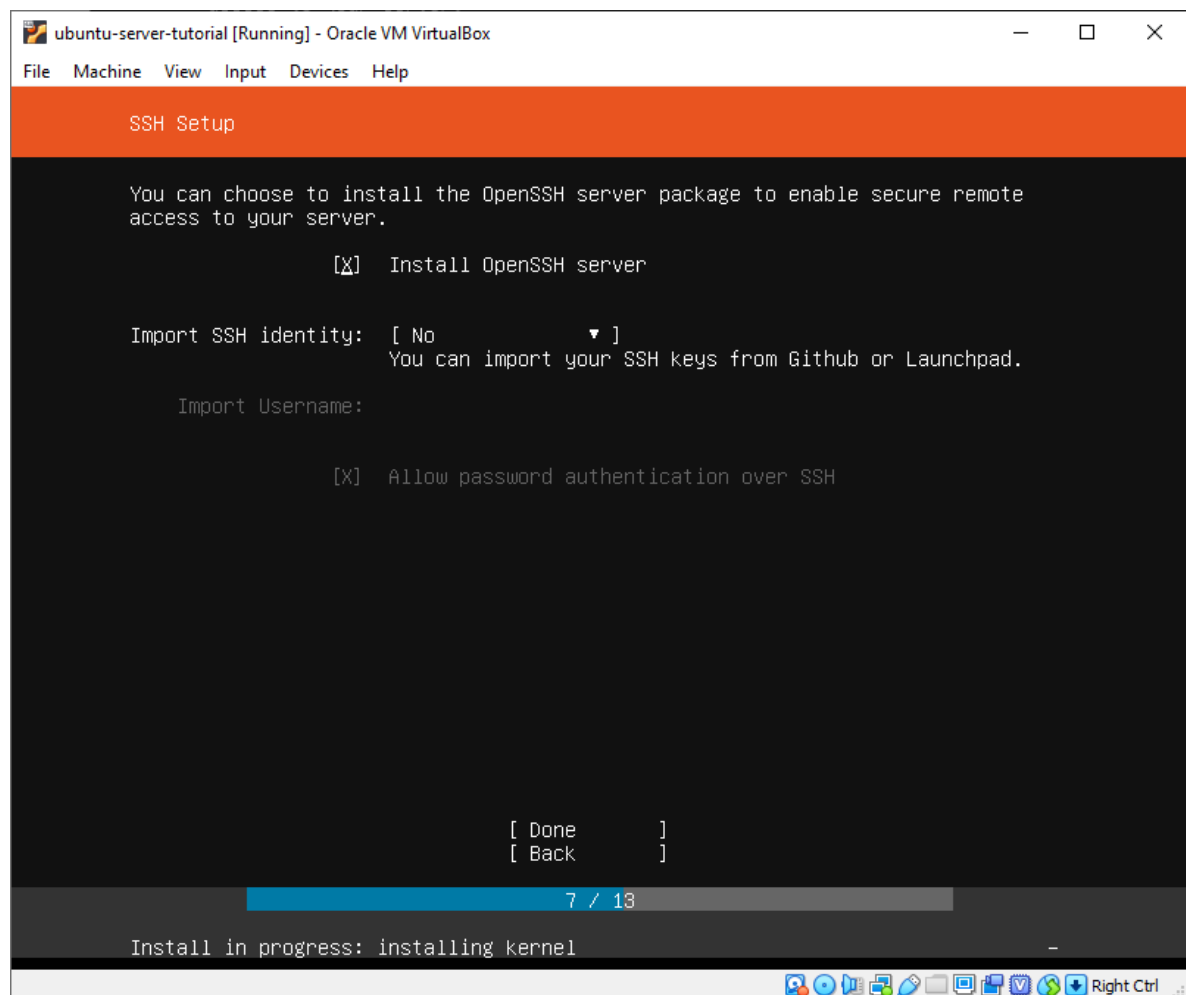 ubuntu-server-tutorial [Running] - Oracle VM VirtualBox
File Machine View Input Devices Help
SSH Setup
You can choose to install the OpenSSH server package to enable secure remote
access to your server.
[X] Install OpenSSH server
Import SSH identity: [ No ▾ ]
You can import your SSH keys from Github or Launchpad.
Import Username:
[X] Allow password authentication over SSH
[ Done ]
[ Back ]
7 / 13
Install in progress: installing kernel -
Right Ctrl